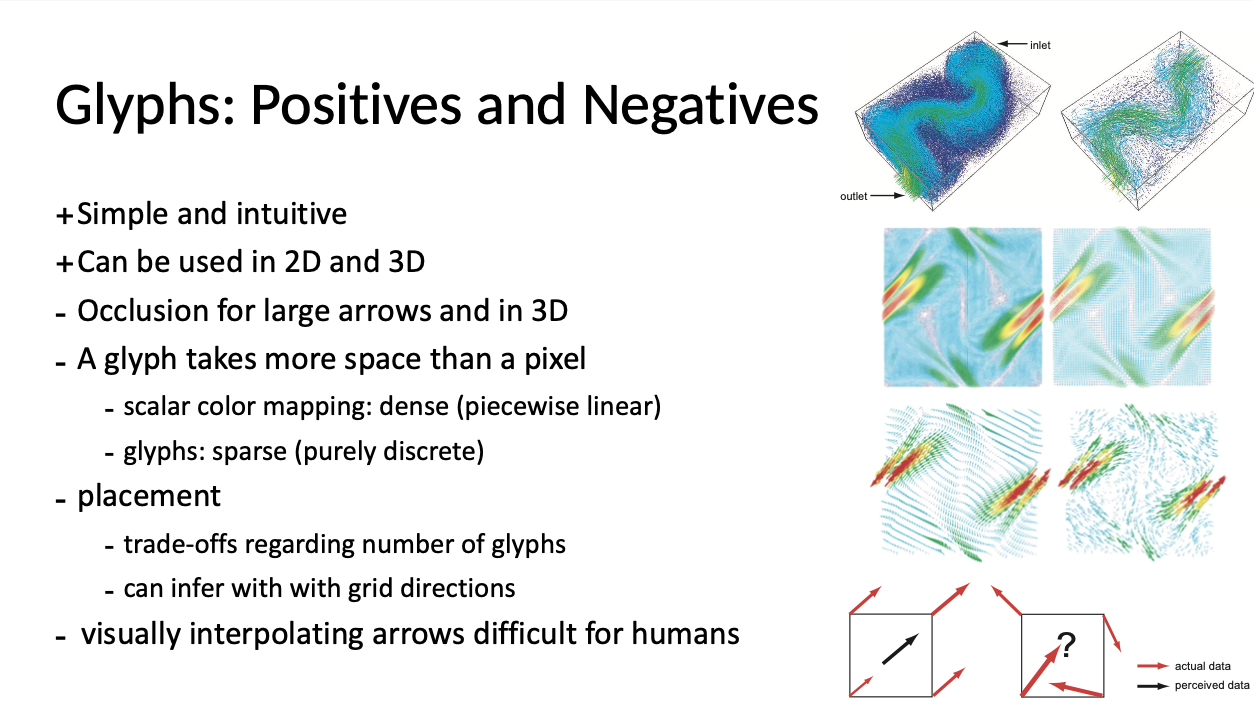 Glyphs: Positives and Negatives
+Simple and intuitive
+Can be used in 2D and 3D
- Occlusion for large arrows and in 3D
- A glyph takes more space than a pixel
- scalar color mapping: dense (piecewise linear)
- glyphs: sparse (purely discrete)
- placement
- trade-offs regarding number of glyphs
- can infer with with grid directions
- visually interpolating arrows difficult for humans
inlet
outlet
?
actual data
perceived data